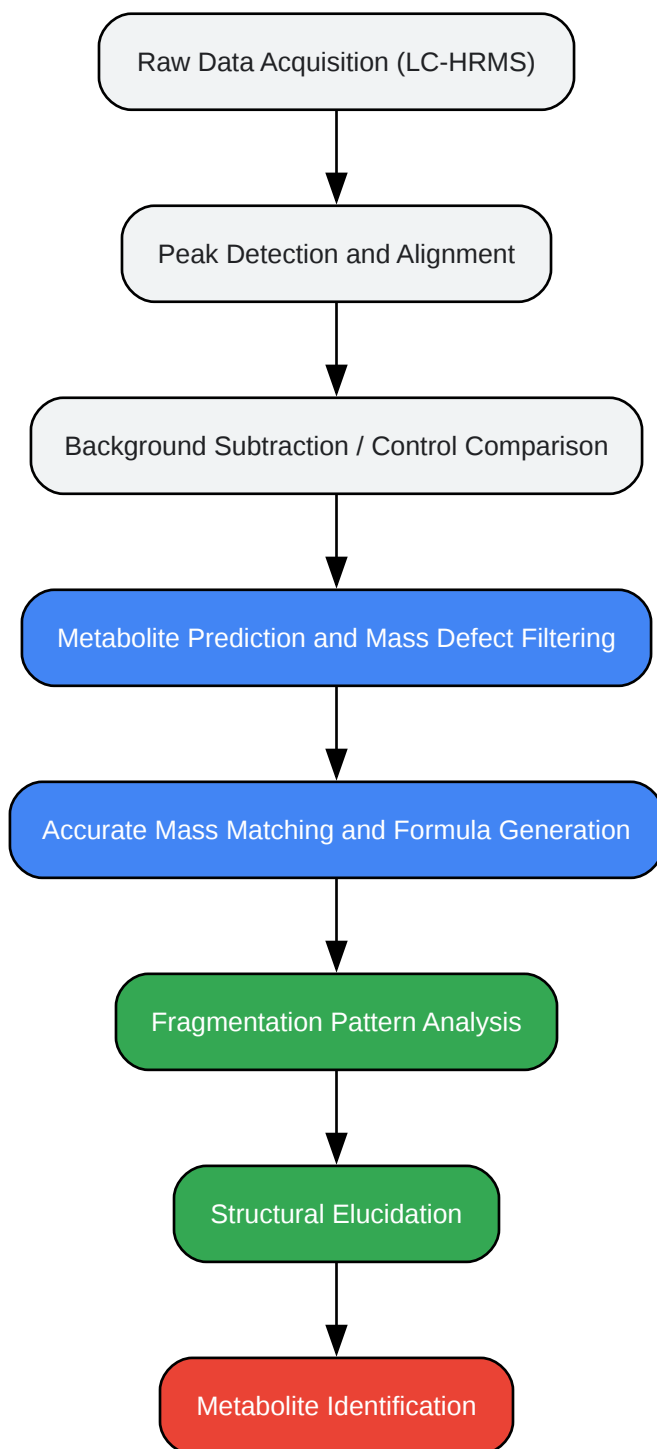 Raw Data Acquisition (LC-HRMS)
Peak Detection and Alignment
Background Subtraction / Control Comparison
Metabolite Prediction and Mass Defect Filtering
Accurate Mass Matching and Formula Generation
Fragmentation Pattern Analysis
Structural Elucidation
Metabolite Identification